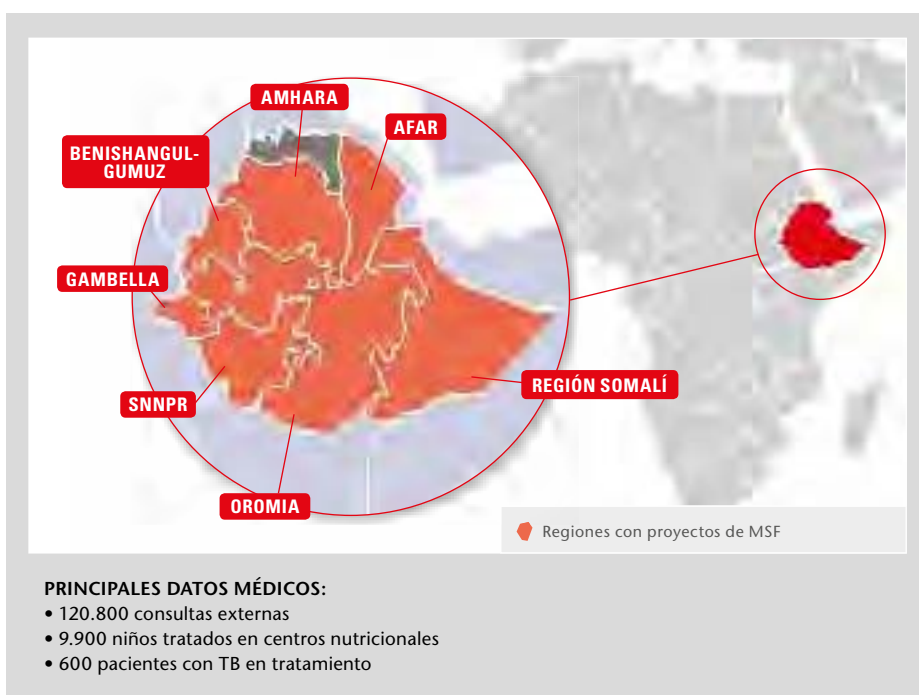 AMHARA
AFAR
BENISHANGUL-
GUMUZ
GAMBELLA
SNNPR
REGIÓN SOMALÍ
OROMIA
Regiones con proyectos de MSF
PRINCIPALES DATOS MÉDICOS:
• 120.800 consultas externas
• 9.900 niños tratados en centros nutricionales
• 600 pacientes con TB en tratamiento